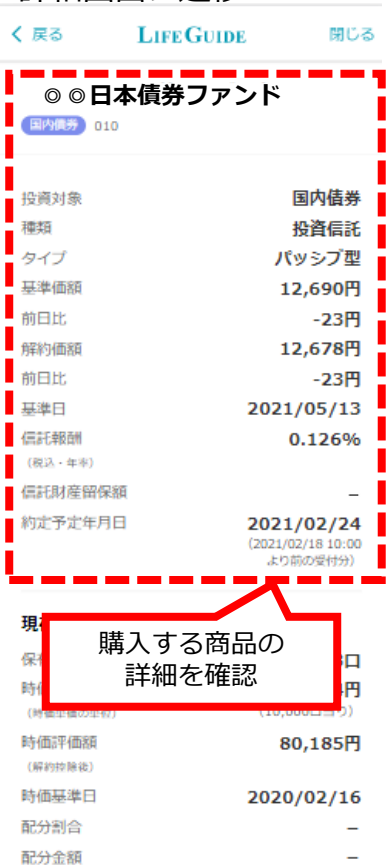 戻る
LIFEGUIDE
閉じる
◎◎日本債券ファンド
国内債券 010
投資対象 国内債券
種類 投資信託
タイプ パッシブ型
基準価額 12,690円
前日比 -23円
解約価額 12,678円
前日比 -23円
基準日 2021/05/13
信託報酬 0.126%
(税込・年率)
信託財産留保額 –
約定予定年月日 2021/02/24
(2021/02/18 10:00
より前の受付分)
購入する商品の
詳細を確認
時価評価額 80,185円
(解約控除後)
時価基準日 2020/02/16
配分割合 –
配分金額 –